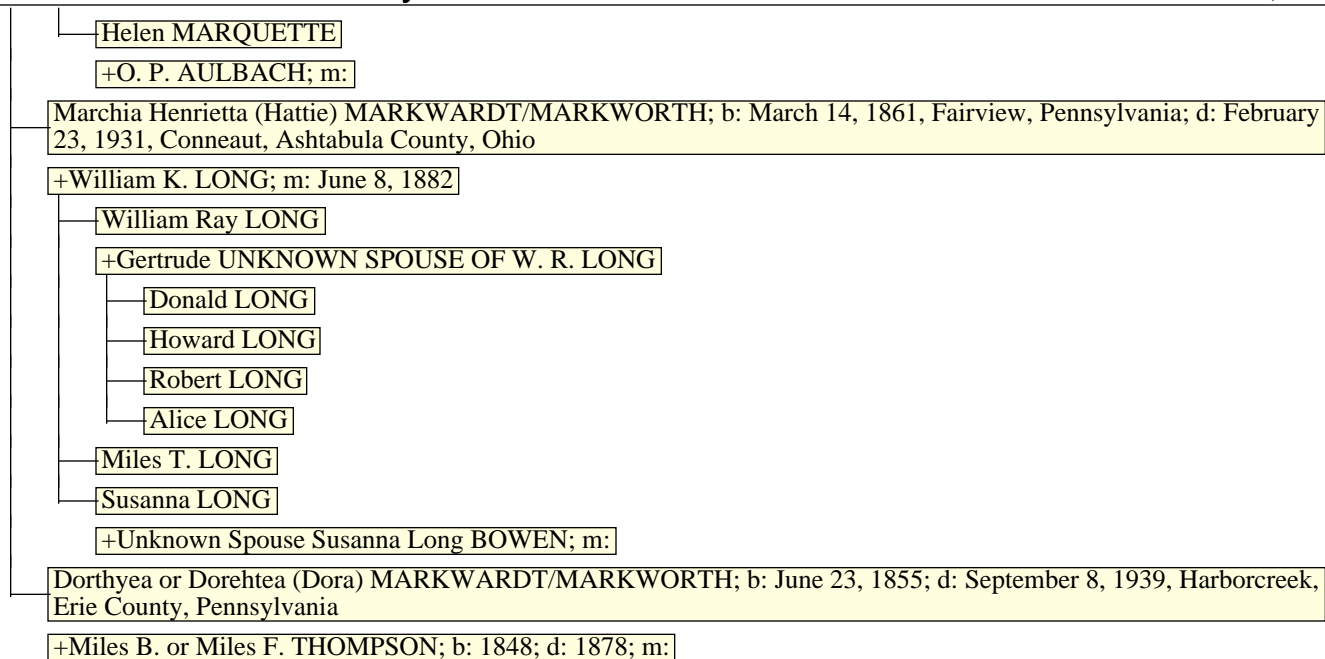 Helen MARQUETTE
+O. P. AULBACH; m:
Marchia Henrietta (Hattie) MARKWARDT/MARKWORTH; b: March 14, 1861, Fairview, Pennsylvania; d: February
23, 1931, Conneaut, Ashtabula County, Ohio
+William K. LONG; m: June 8, 1882
William Ray LONG
+Gertrude UNKNOWN SPOUSE OF W. R. LONG
Donald LONG
Howard LONG
Robert LONG
Alice LONG
Miles T. LONG
Susanna LONG
+Unknown Spouse Susanna Long BOWEN; m:
Dorthyea or Dorehtea (Dora) MARKWARDT/MARKWORTH; b: June 23, 1855; d: September 8, 1939, Harborcreek,
Erie County, Pennsylvania
+Miles B. or Miles F. THOMPSON; b: 1848; d: 1878; m: